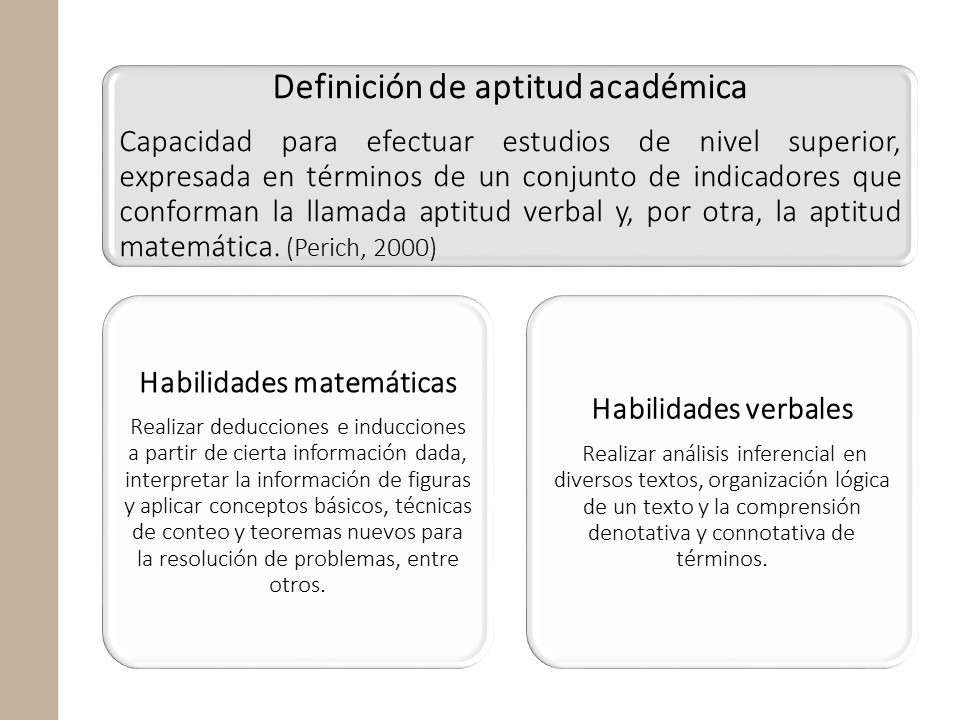 Definición de aptitud académica
Capacidad para efectuar estudios de nivel superior,
expresada en términos de un conjunto de indicadores que
conforman la llamada aptitud verbal y, por otra, la aptitud
matemática. (Perich, 2000)
Habilidades matemáticas
Realizar deducciones e inducciones
a partir de cierta información dada,
interpretar la información de figuras
y aplicar conceptos básicos, técnicas
de conteo y teoremas nuevos para
la resolución de problemas, entre
otros.
Habilidades verbales
Realizar análisis inferencial en
diversos textos, organización lógica
de un texto y la comprensión
denotativa y connotativa de
términos.